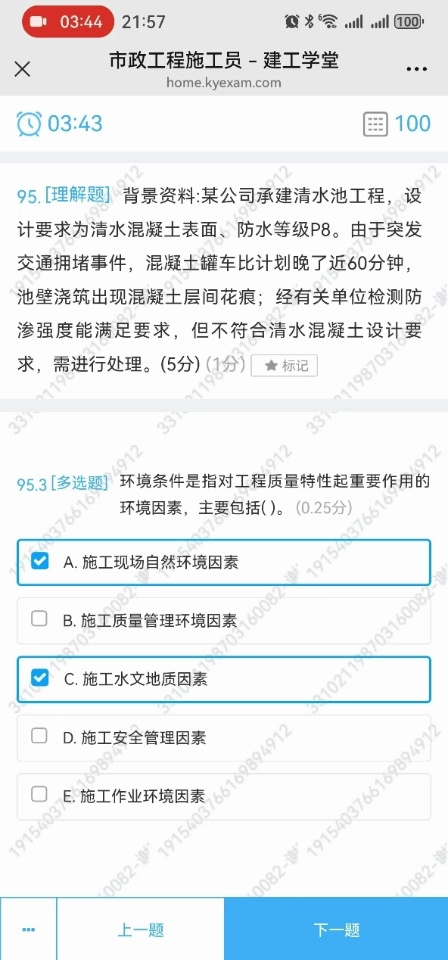 03:44 21:57 6 100
市政工程施工员 – 建工学堂
home.kyexam.com
03:43 100
95. [理解题] 背景资料:某公司承建清水池工程，设
计要求为清水混凝土表面、防水等级P8。由于突发
交通拥堵事件，混凝土罐车比计划晚了近60分钟，
池壁浇筑出现混凝土层间花痕；经有关单位检测防
渗强度能满足要求，但不符合清水混凝土设计要
求，需进行处理。(5分) (1分) ★ 标记
95.3 [多选题] 环境条件是指对工程质量特性起重要作用的
环境因素，主要包括( )。 (0.25分)
A. 施工现场自然环境因素
B. 施工质量管理环境因素
C. 施工水文地质因素
D. 施工安全管理因素
E. 施工作业环境因素
··· 上一题 下一题